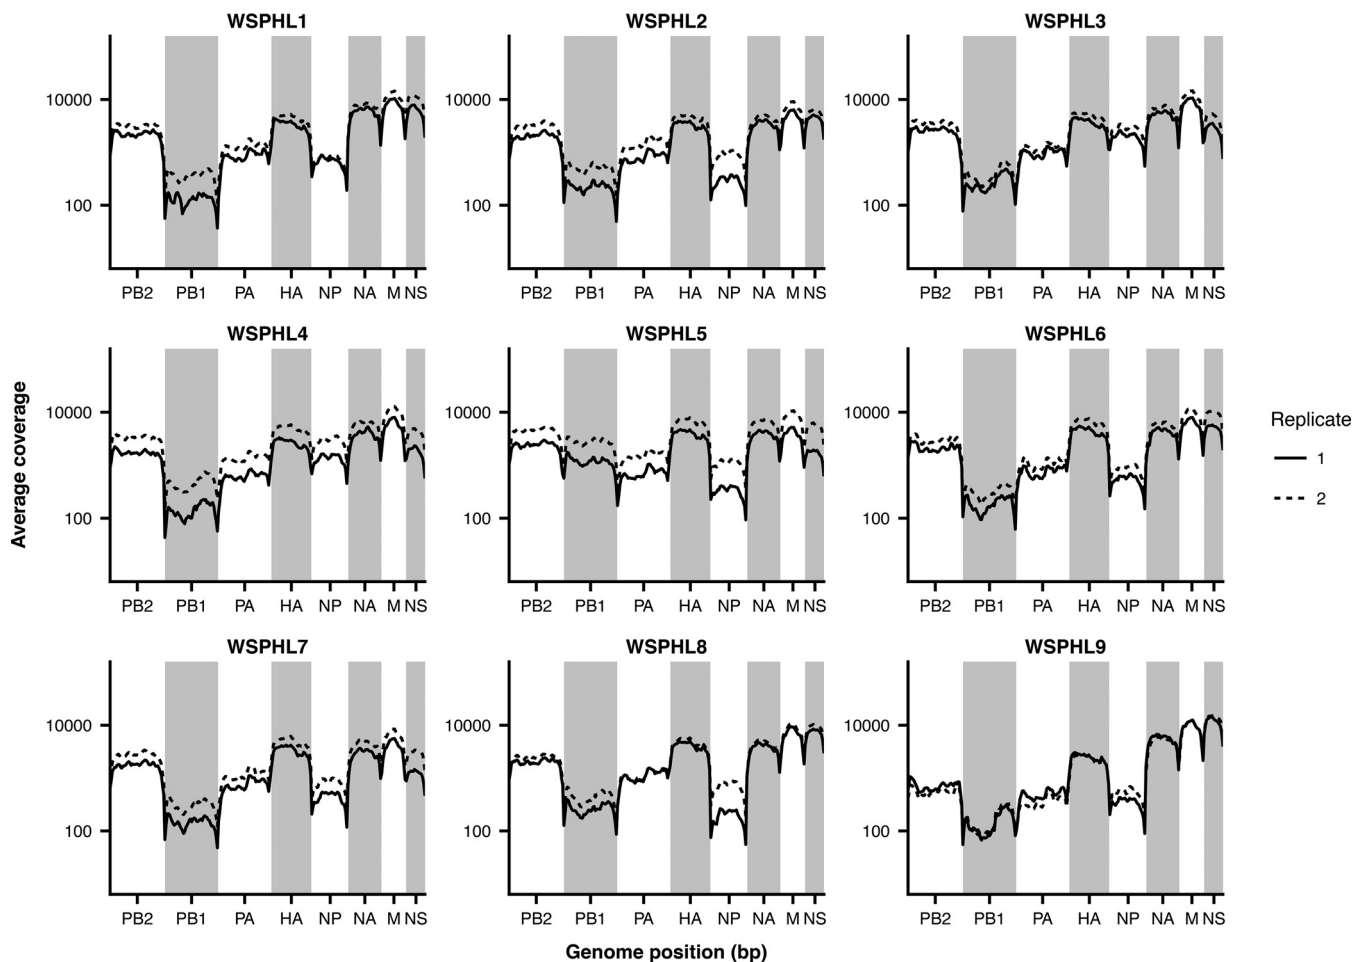 WSPHL1 WSPHL2 WSPHL3
10000 10000 10000
100 100 100
PB2 PB1 PA HA NP NA M NS PB2 PB1 PA HA NP NA M NS PB2 PB1 PA HA NP NA M NS
WSPHL4 WSPHL5 WSPHL6
Average coverage
10000 10000 10000
100 100 100
PB2 PB1 PA HA NP NA M NS PB2 PB1 PA HA NP NA M NS PB2 PB1 PA HA NP NA M NS
Replicate
1
2
WSPHL7 WSPHL8 WSPHL9
10000 10000 10000
100 100 100
PB2 PB1 PA HA NP NA M NS PB2 PB1 PA HA NP NA M NS PB2 PB1 PA HA NP NA M NS
Genome position (bp)